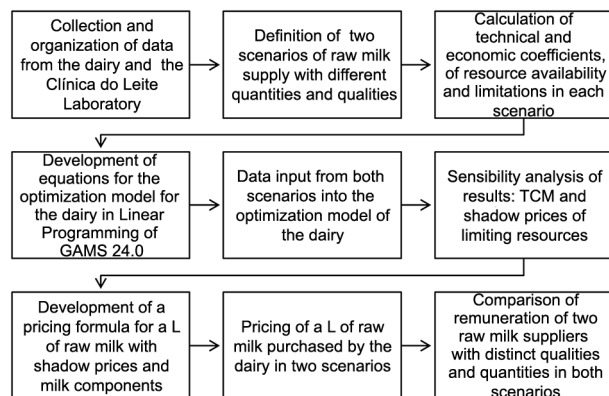 Collection and
organization of data
from the dairy and the
Clínica do Leite
Laboratory
Definition of two
scenarios of raw milk
supply with different
quantities and qualities
Calculation of
technical and
economic coefficients,
of resource availability
and limitations in each
scenario
Development of
equations for the
optimization model for
the dairy in Linear
Programming of
GAMS 24.0
Data input from both
scenarios into the
optimization model of
the dairy
Sensibility analysis of
results: TCM and
shadow prices of
limiting resources
Development of a
pricing formula for a L
of raw milk with
shadow prices and
milk components
Pricing of a L of raw
milk purchased by the
dairy in two scenarios
Comparison of
remuneration of two
raw milk suppliers
with distinct qualities
and quantities in both
scenarios